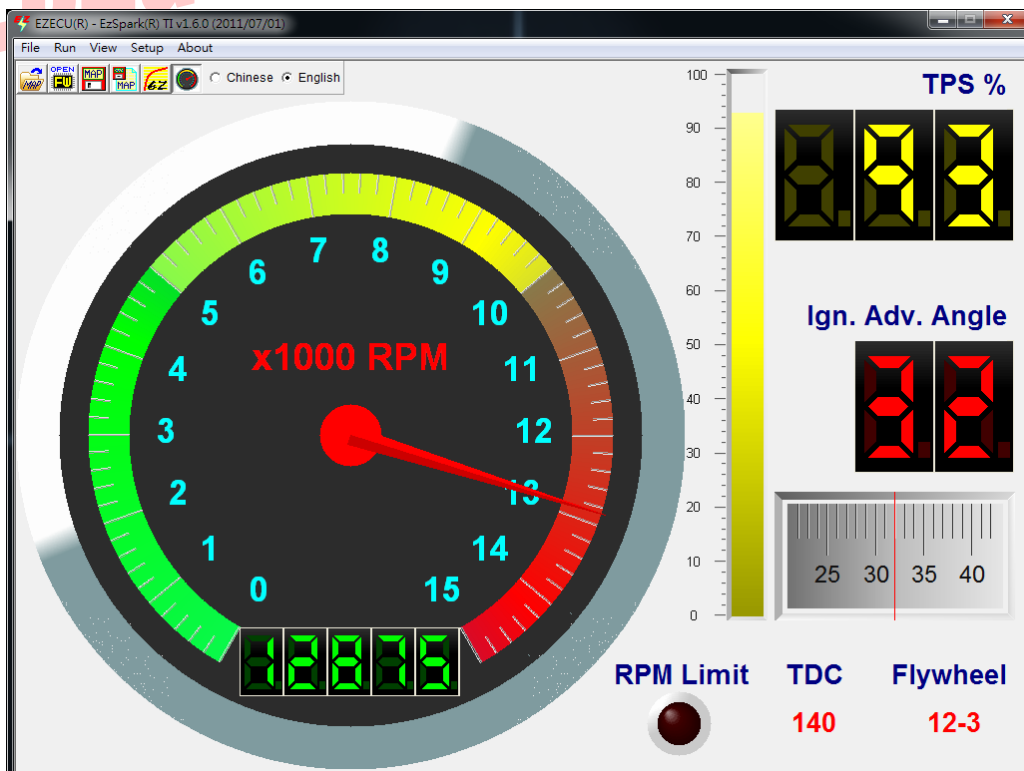 EZECU(R) - EzSpark(R) TI v1.6.0 (2011/07/01)
File Run View Setup About
MAP OPEN FW MAP MAP EZ Chinese English
TPS %
93
100
90
80
70
60
50
40
30
20
10
0
x1000 RPM
0 1 2 3 4 5 6 7 8 9 10 11 12 13 14 15
12875
Ign. Adv. Angle
32
25 30 35 40
RPM Limit TDC Flywheel
140 12-3